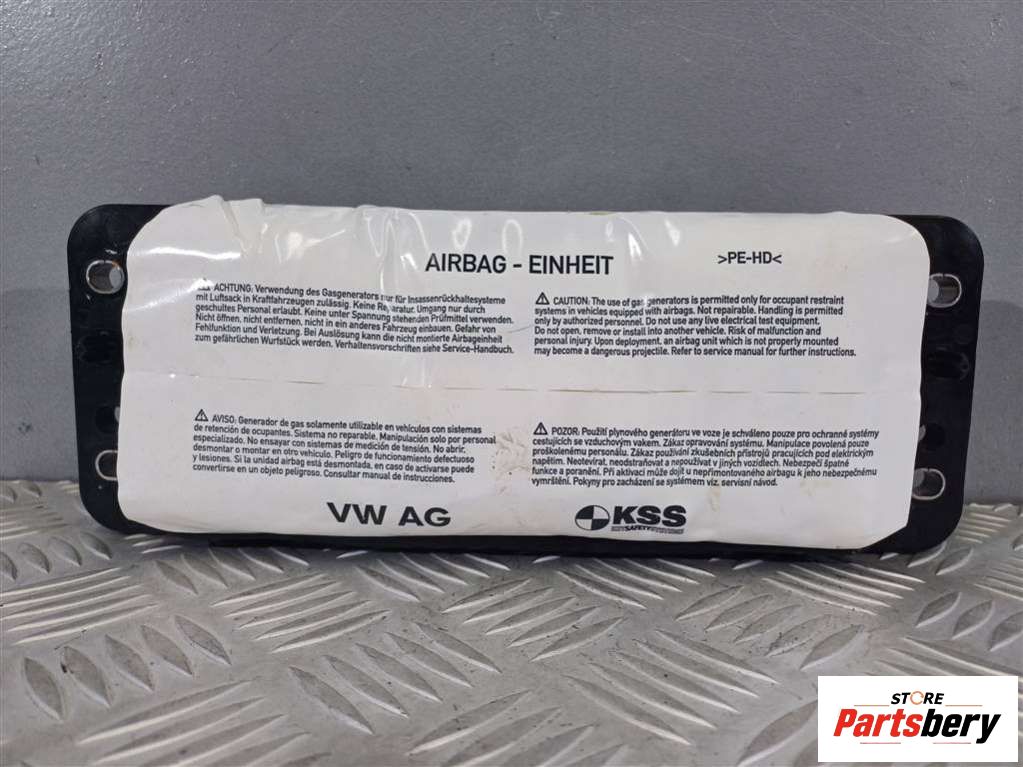 AIRBAG - EINHEIT
>PE-HD<
⚠ ACHTUNG: Verwendung des Gasgenerators nur für Insassenrückhaltesysteme
mit Luftsack in Kraftfahrzeugen zulässig. Keine Reparatur. Umgang nur durch
geschultes Personal erlaubt. Keine unter Spannung stehenden Prüfmittel verwenden.
Nicht öffnen, nicht entfernen, nicht in ein anderes Fahrzeug einbauen. Gefahr von
Fehlfunktion und Verletzung. Bei Auslösung kann die nicht montierte Airbageinheit
zum gefährlichen Wurfstück werden. Verhaltensvorschriften siehe Service-Handbuch.
⚠ CAUTION: The use of gas generators is permitted only for occupant restraint
systems in vehicles equipped with airbags. Not repairable. Handling is permitted
only by authorized personnel. Do not use any live electrical test equipment.
Do not open, remove or install into another vehicle. Risk of malfunction and
personal injury. Upon deployment, an airbag unit which is not properly mounted
may become a dangerous projectile. Refer to service manual for further instructions.
⚠ AVISO: Generador de gas solamente utilizable en vehículos con sistemas
de retención de ocupantes. Sistema no reparable. Manipulación solo por personal
especializado. No ensayar con sistemas de medición de tensión. No abrir,
desmontar o montar en otro vehículo. Peligro de funcionamiento defectuoso
y lesiones. Si la unidad airbag está desmontada, en caso de activarse puede
convertirse en un objeto peligroso. Consultar manual de instrucciones.
⚠ POZOR: Použití plynového generátoru ve voze je schváleno pouze pro ochranné systémy
cestujících se vzduchovým vakem. Zákaz opravování systému. Manipulace povolená pouze
proškolenému personálu. Zákaz používání zkušebních přístrojů pracujících pod elektrickým
napětím. Neotevírat, neodstraňovat a nepoužívat v jiných vozidlech. Nebezpečí špatné
funkce a poranění. Při aktivaci může dojít u nepřimontovaného airbagu k jeho nebezpečnému
vymrštění. Pokyny pro zacházení se systémem viz. servisní návod.
VW AG
KSS
STORE
Partsbery